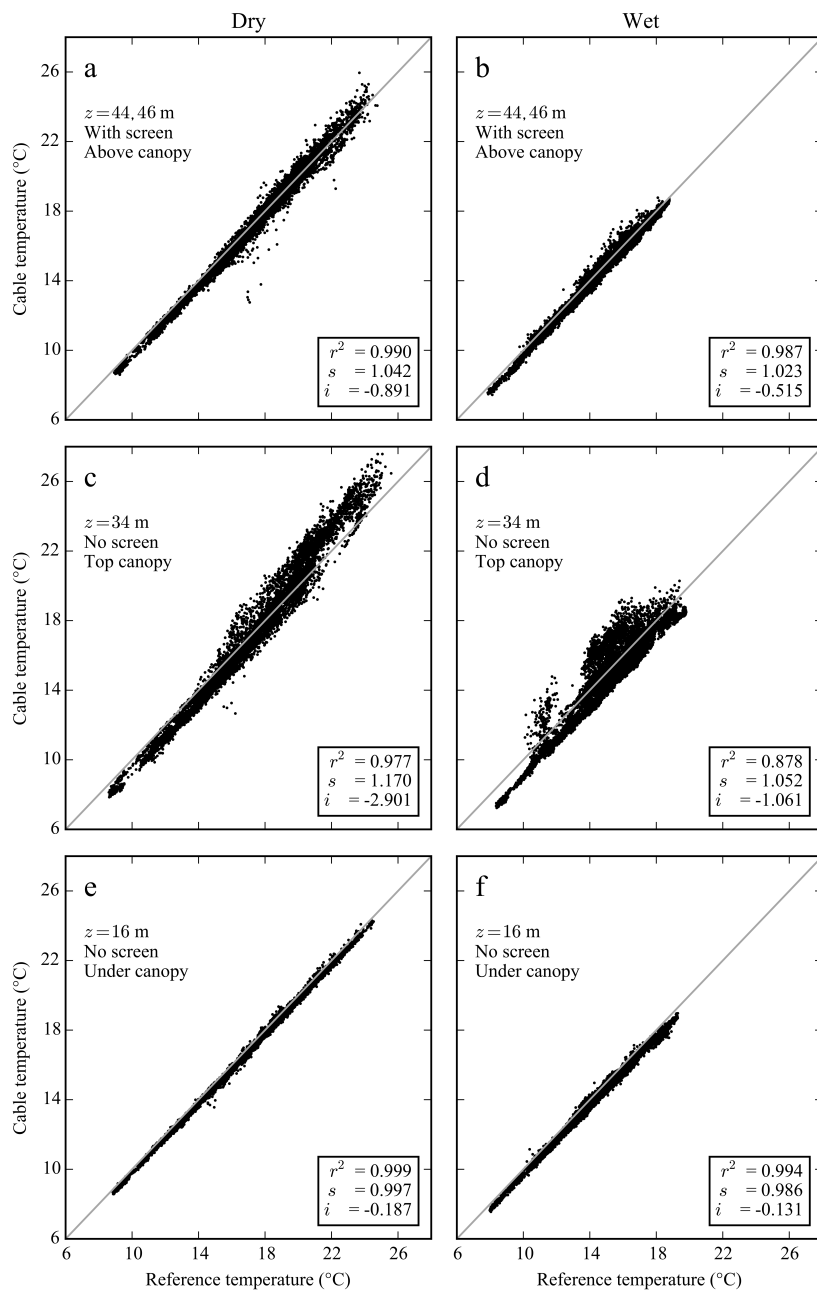 Dry
Wet
Cable temperature (°C)
26
22
18
14
10
6
a
z = 44, 46 m
With screen
Above canopy
r² = 0.990
s = 1.042
i = -0.891
b
z = 44, 46 m
With screen
Above canopy
r² = 0.987
s = 1.023
i = -0.515
Cable temperature (°C)
26
22
18
14
10
6
c
z = 34 m
No screen
Top canopy
r² = 0.977
s = 1.170
i = -2.901
d
z = 34 m
No screen
Top canopy
r² = 0.878
s = 1.052
i = -1.061
Cable temperature (°C)
26
22
18
14
10
6
e
z = 16 m
No screen
Under canopy
r² = 0.999
s = 0.997
i = -0.187
f
z = 16 m
No screen
Under canopy
r² = 0.994
s = 0.986
i = -0.131
6 10 14 18 22 26
6 10 14 18 22 26
Reference temperature (°C)
Reference temperature (°C)